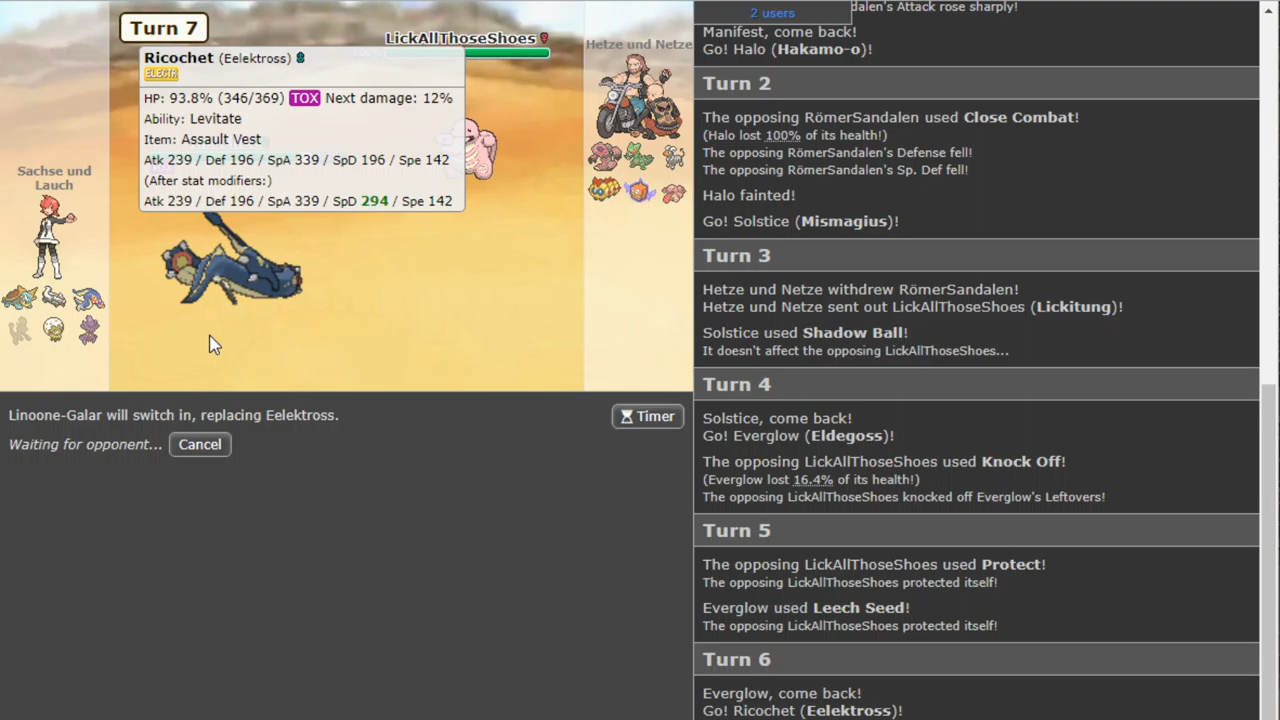 Turn 7
LickAllThoseShoes
Ricochet (Eelektross)
ELECTR
HP: 93.8% (346/369) TOX Next damage: 12%
Ability: Levitate
Item: Assault Vest
Atk 239 / Def 196 / SpA 339 / SpD 196 / Spe 142
(After stat modifiers:)
Atk 239 / Def 196 / SpA 339 / SpD 294 / Spe 142
Sachse und
Lauch
Hetze und Netze
Linoone-Galar will switch in, replacing Eelektross.
Timer
Waiting for opponent... Cancel
2 users
dalen's Attack rose sharply!
Manifest, come back!
Go! Halo (Hakamo-o)!
Turn 2
The opposing RömerSandalen used Close Combat!
(Halo lost 100% of its health!)
The opposing RömerSandalen's Defense fell!
The opposing RömerSandalen's Sp. Def fell!
Halo fainted!
Go! Solstice (Mismagius)!
Turn 3
Hetze und Netze withdrew RömerSandalen!
Hetze und Netze sent out LickAllThoseShoes (Lickitung)!
Solstice used Shadow Ball!
It doesn't affect the opposing LickAllThoseShoes...
Turn 4
Solstice, come back!
Go! Everglow (Eldegoss)!
The opposing LickAllThoseShoes used Knock Off!
(Everglow lost 16.4% of its health!)
The opposing LickAllThoseShoes knocked off Everglow's Leftovers!
Turn 5
The opposing LickAllThoseShoes used Protect!
The opposing LickAllThoseShoes protected itself!
Everglow used Leech Seed!
The opposing LickAllThoseShoes protected itself!
Turn 6
Everglow, come back!
Go! Ricochet (Eelektross)!